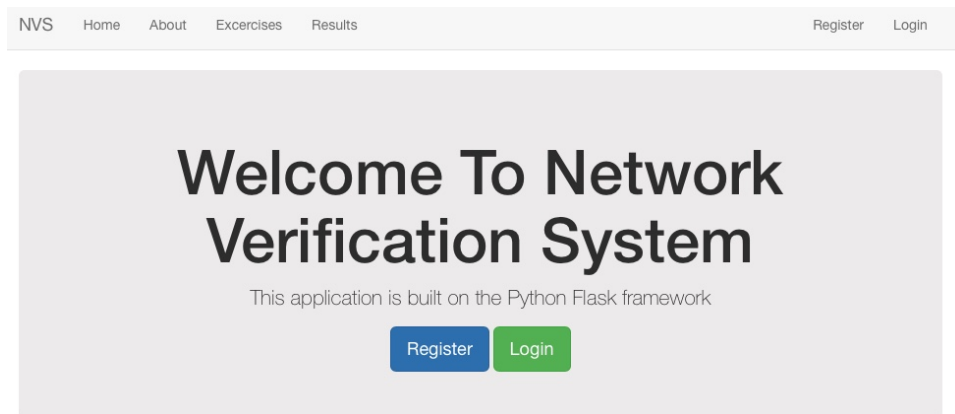 NVS Home About Excercises Results Register Login
Welcome To Network
Verification System
This application is built on the Python Flask framework
Register Login